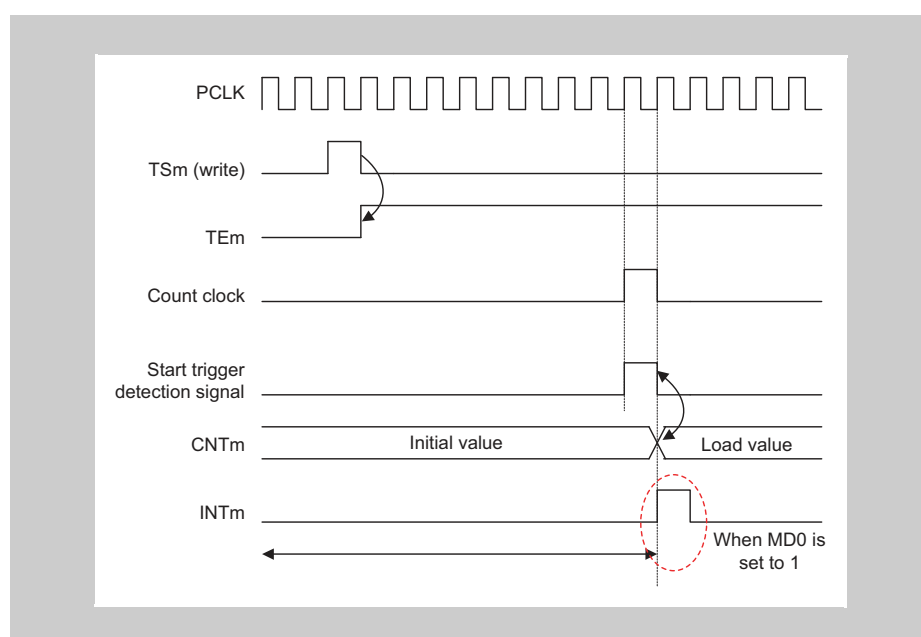 PCLK
TSm (write)
TEm
Count clock
Start trigger
detection signal
CNTm
Initial value
Load value
INTm
When MD0 is
set to 1